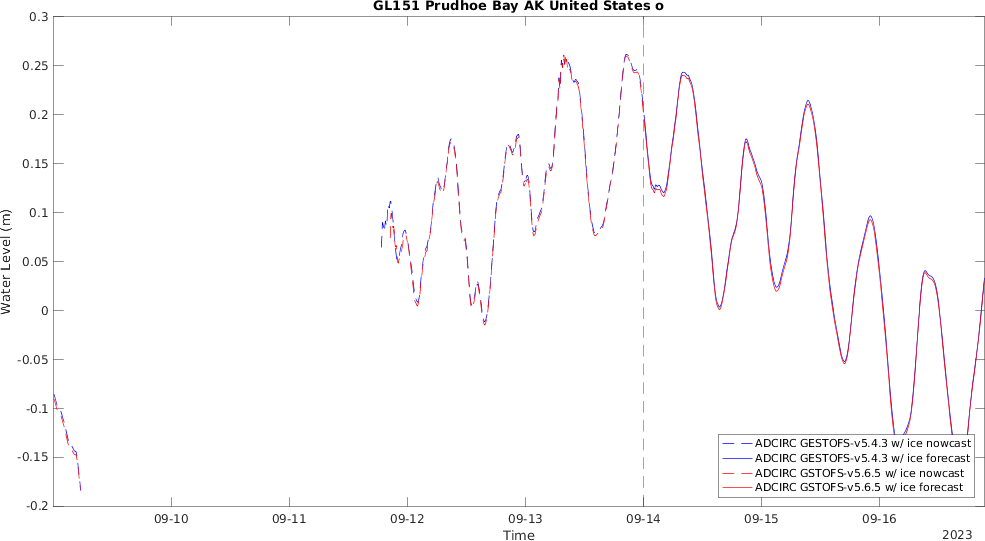 GL151 Prudhoe Bay AK United States o
0.3
0.25
0.2
0.15
0.1
0.05
0
-0.05
-0.1
-0.15
-0.2
Water Level (m)
ADCIRC GESTOFS-v5.4.3 w/ ice nowcast
ADCIRC GESTOFS-v5.4.3 w/ ice forecast
ADCIRC GSTOFS-v5.6.5 w/ ice nowcast
ADCIRC GSTOFS-v5.6.5 w/ ice forecast
09-10 09-11 09-12 09-13 09-14 09-15 09-16
Time
2023